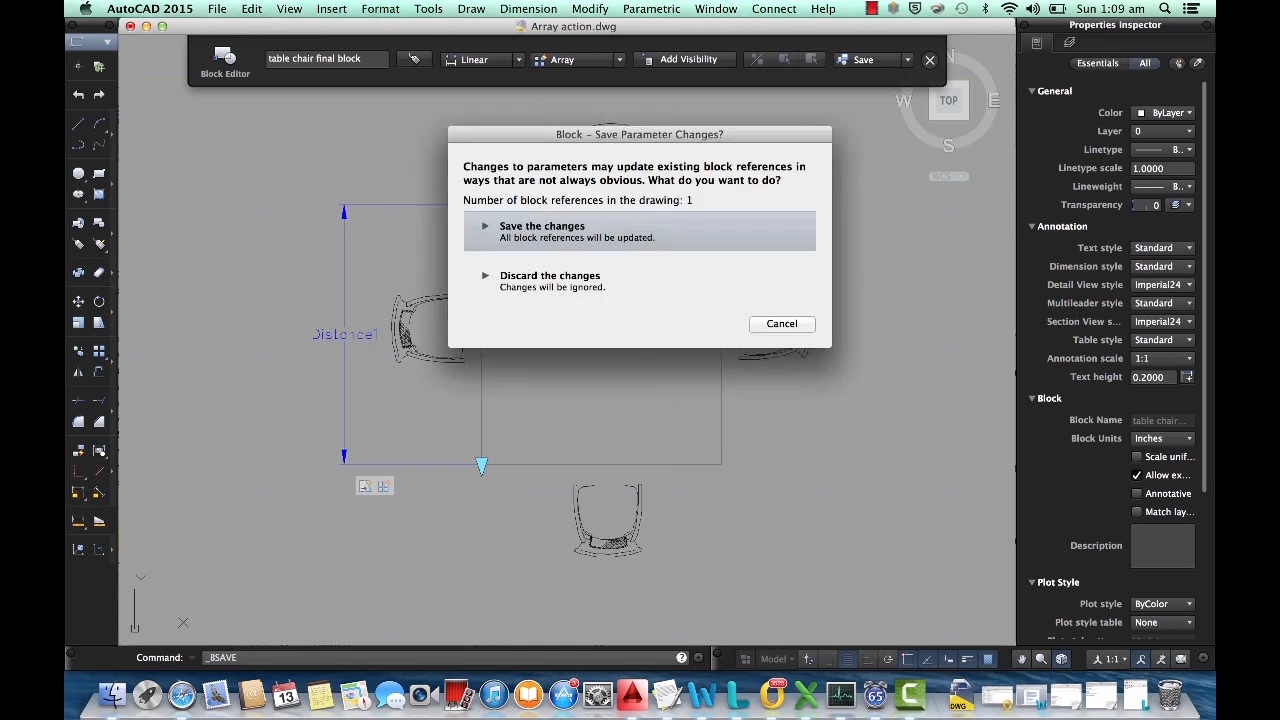 AutoCAD 2015 File Edit View Insert Format Tools Draw Dimension Modify Parametric Window Connect Help Sun 1:09 am
Array action.dwg
Properties Inspector
Block Editor
table chair final block
Linear
Array
Add Visibility
Save
N
W
TOP
E
S
WCS
Essentials All
General
Color ByLayer
Layer 0
Linetype B..
Linetype scale 1.0000
Lineweight B..
Transparency 0
Annotation
Text style Standard
Dimension style Standard
Detail View style Imperial24
Multileader style Standard
Section View s... Imperial24
Table style Standard
Annotation scale 1:1
Text height 0.2000
Block
Block Name table chair...
Block Units Inches
Scale unif...
Allow ex...
Annotative
Match lay...
Description
Plot Style
Plot style ByColor
Plot style table None
Block – Save Parameter Changes?
Changes to parameters may update existing block references in
ways that are not always obvious. What do you want to do?
Number of block references in the drawing: 1
Save the changes
All block references will be updated.
Discard the changes
Changes will be ignored.
Cancel
Distance1
X
Command: _BSAVE
?
Model
1:1
13
65
DWG